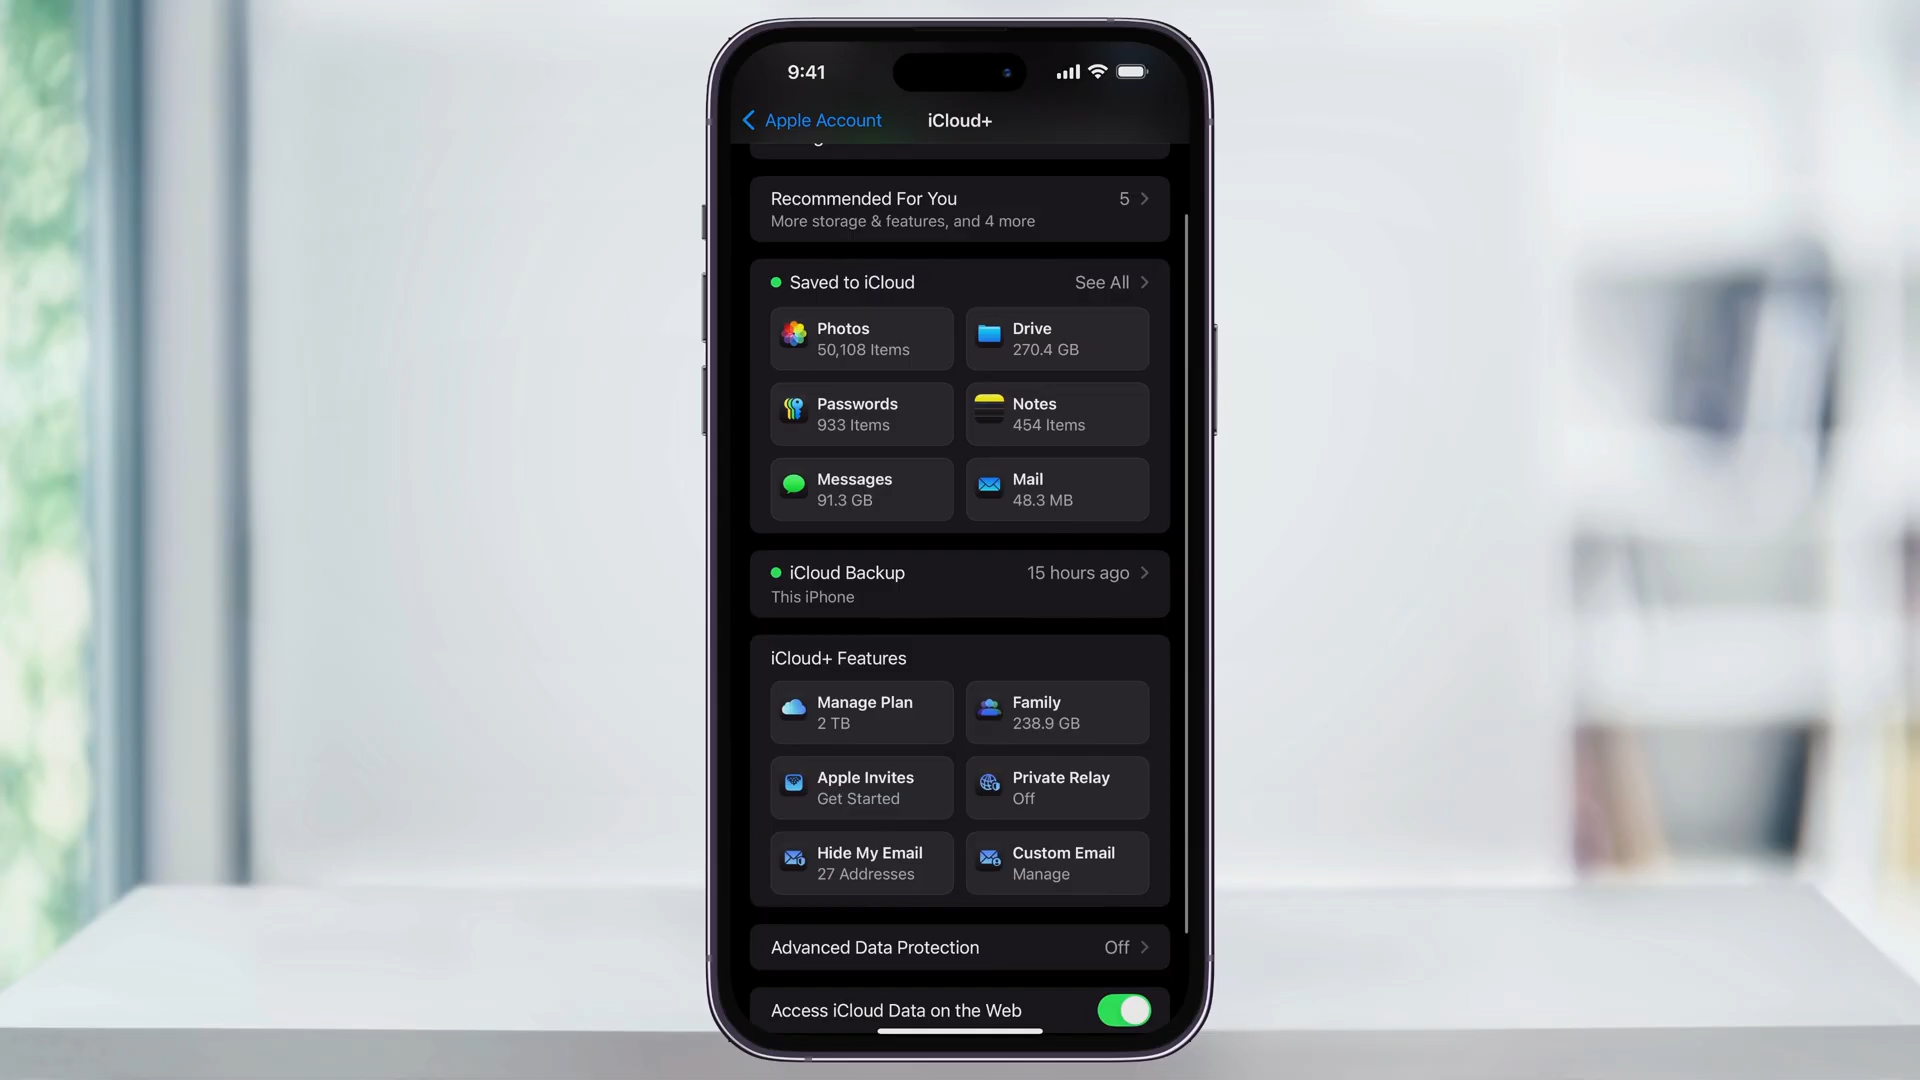 9:41
Apple Account
iCloud+
Recommended For You
5
More storage & features, and 4 more
Saved to iCloud
See All
Photos
50,108 Items
Drive
270.4 GB
Passwords
933 Items
Notes
454 Items
Messages
91.3 GB
Mail
48.3 MB
iCloud Backup
15 hours ago
This iPhone
iCloud+ Features
Manage Plan
2 TB
Family
238.9 GB
Apple Invites
Get Started
Private Relay
Off
Hide My Email
27 Addresses
Custom Email
Manage
Advanced Data Protection
Off
Access iCloud Data on the Web